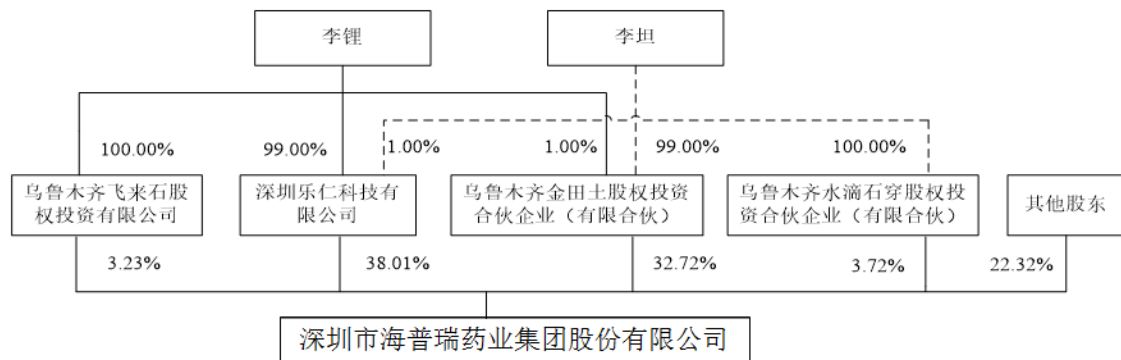 李锂
李坦
100.00%
99.00%
1.00%
1.00%
99.00%
100.00%
乌鲁木齐飞来石股
权投资有限公司
深圳乐仁科技有
限公司
乌鲁木齐金田土股权投资
合伙企业（有限合伙）
乌鲁木齐水滴石穿股权投
资合伙企业（有限合伙）
其他股东
3.23%
38.01%
32.72%
3.72%
22.32%
深圳市海普瑞药业集团股份有限公司